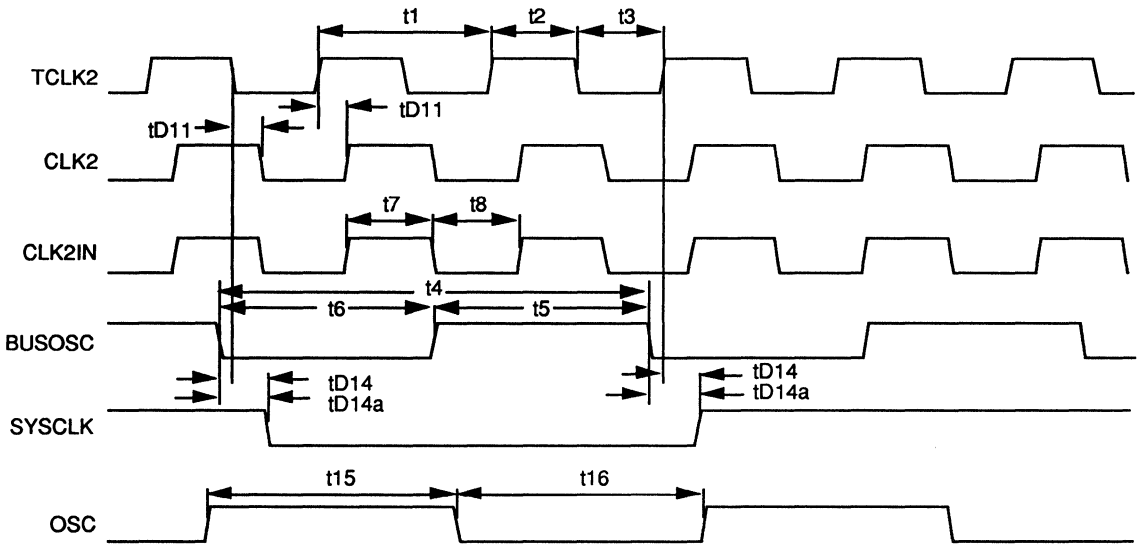 t1 t2 t3
TCLK2
tD11 tD11
CLK2
t7 t8
CLK2IN
t4
t6 t5
BUSOSC
tD14 tD14
tD14a tD14a
SYSCLK
t15 t16
OSC